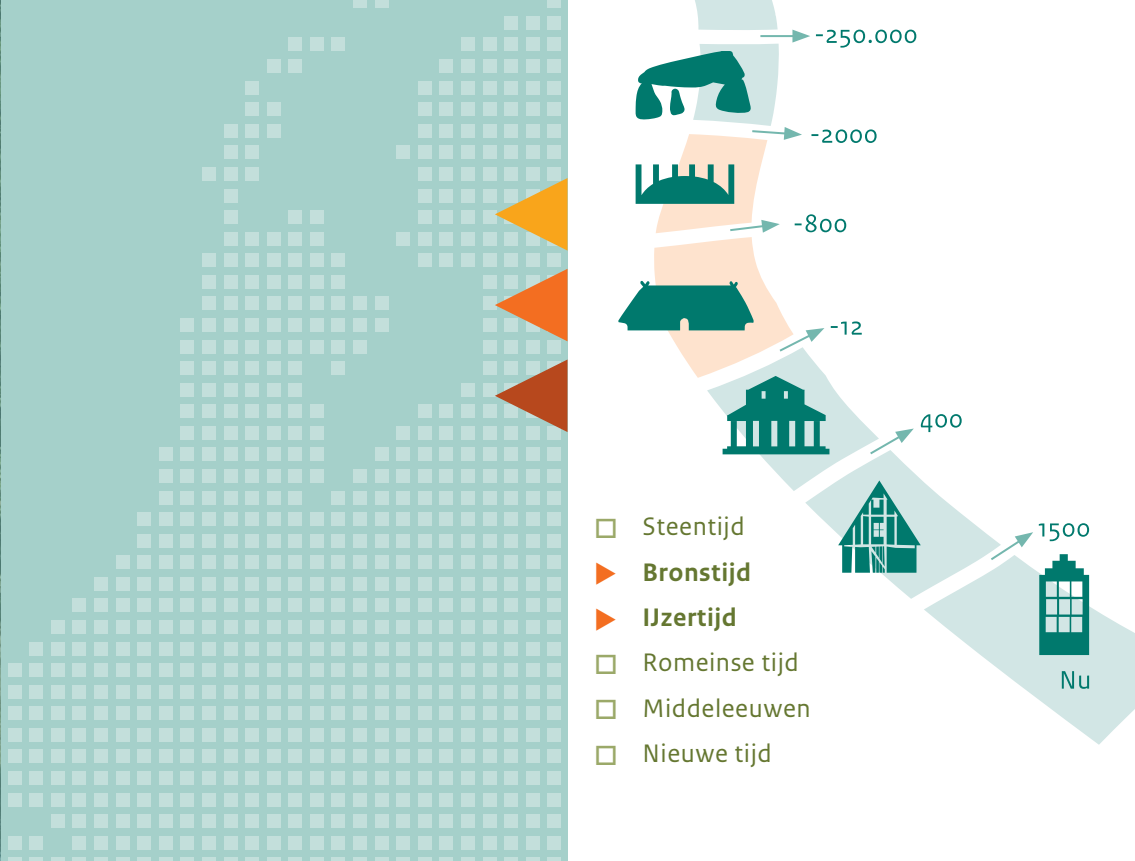 -250.000
-2000
-800
-12
400
1500
Nu
Steentijd
Bronstijd
IJzertijd
Romeinse tijd
Middeleeuwen
Nieuwe tijd